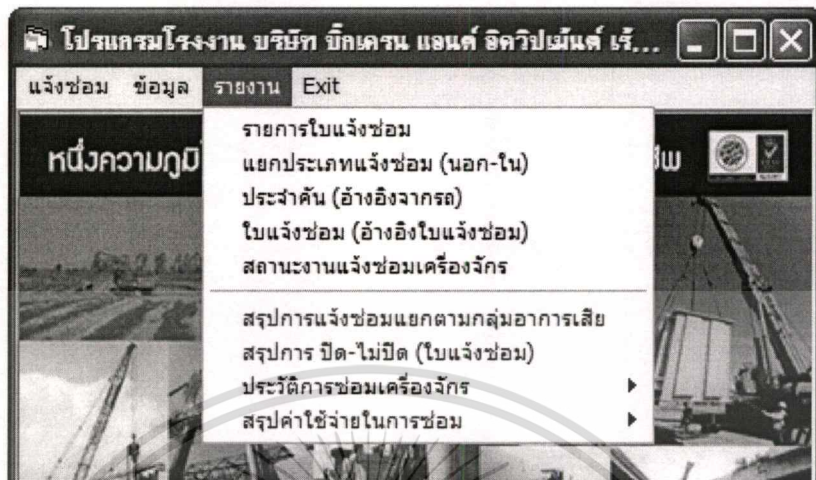 โปรแกรมโรงงาน บริษัท บิ๊กเครน แอนด์ อิควิปเม้นต์ เร้...
แจ้งซ่อม ข้อมูล รายงาน Exit
หนึ่งความภูมิ
รายการใบแจ้งซ่อม
แยกประเภทแจ้งซ่อม (นอก-ใน)
ประจำคัน (อ้างอิงจากรถ)
ใบแจ้งซ่อม (อ้างอิงใบแจ้งซ่อม)
สถานะงานแจ้งซ่อมเครื่องจักร
สรุปการแจ้งซ่อมแยกตามกลุ่มอาการเสีย
สรุปการ ปิด-ไม่ปิด (ใบแจ้งซ่อม)
ประวัติการซ่อมเครื่องจักร
สรุปค่าใช้จ่ายในการซ่อม